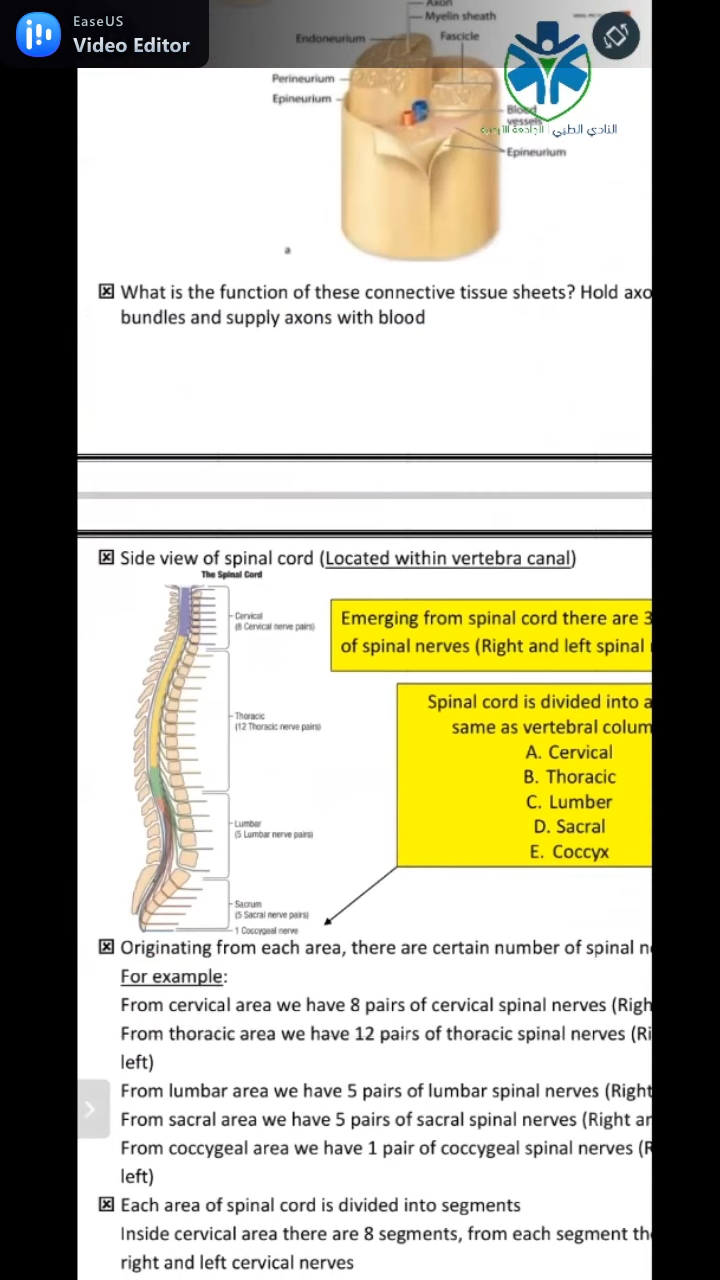 EaseUS
Video Editor
Axon
Myelin sheath
Endoneurium
Fascicle
Perineurium
Epineurium
Blood
vessels
النادي الطبي | الجامعة الأردنية
Epineurium
a
What is the function of these connective tissue sheets? Hold axo
bundles and supply axons with blood
Side view of spinal cord (Located within vertebra canal)
The Spinal Cord
Cervical
(8 Cervical nerve pairs)
Thoracic
(12 Thoracic nerve pairs)
Lumbar
(5 Lumbar nerve pairs)
Sacrum
(5 Sacral nerve pairs)
1 Coccygeal nerve
Emerging from spinal cord there are 3
of spinal nerves (Right and left spinal
Spinal cord is divided into a
same as vertebral colum
A. Cervical
B. Thoracic
C. Lumber
D. Sacral
E. Coccyx
Originating from each area, there are certain number of spinal n
For example:
From cervical area we have 8 pairs of cervical spinal nerves (Righ
From thoracic area we have 12 pairs of thoracic spinal nerves (Ri
left)
From lumbar area we have 5 pairs of lumbar spinal nerves (Right
From sacral area we have 5 pairs of sacral spinal nerves (Right ar
From coccygeal area we have 1 pair of coccygeal spinal nerves (R
left)
Each area of spinal cord is divided into segments
Inside cervical area there are 8 segments, from each segment th
right and left cervical nerves